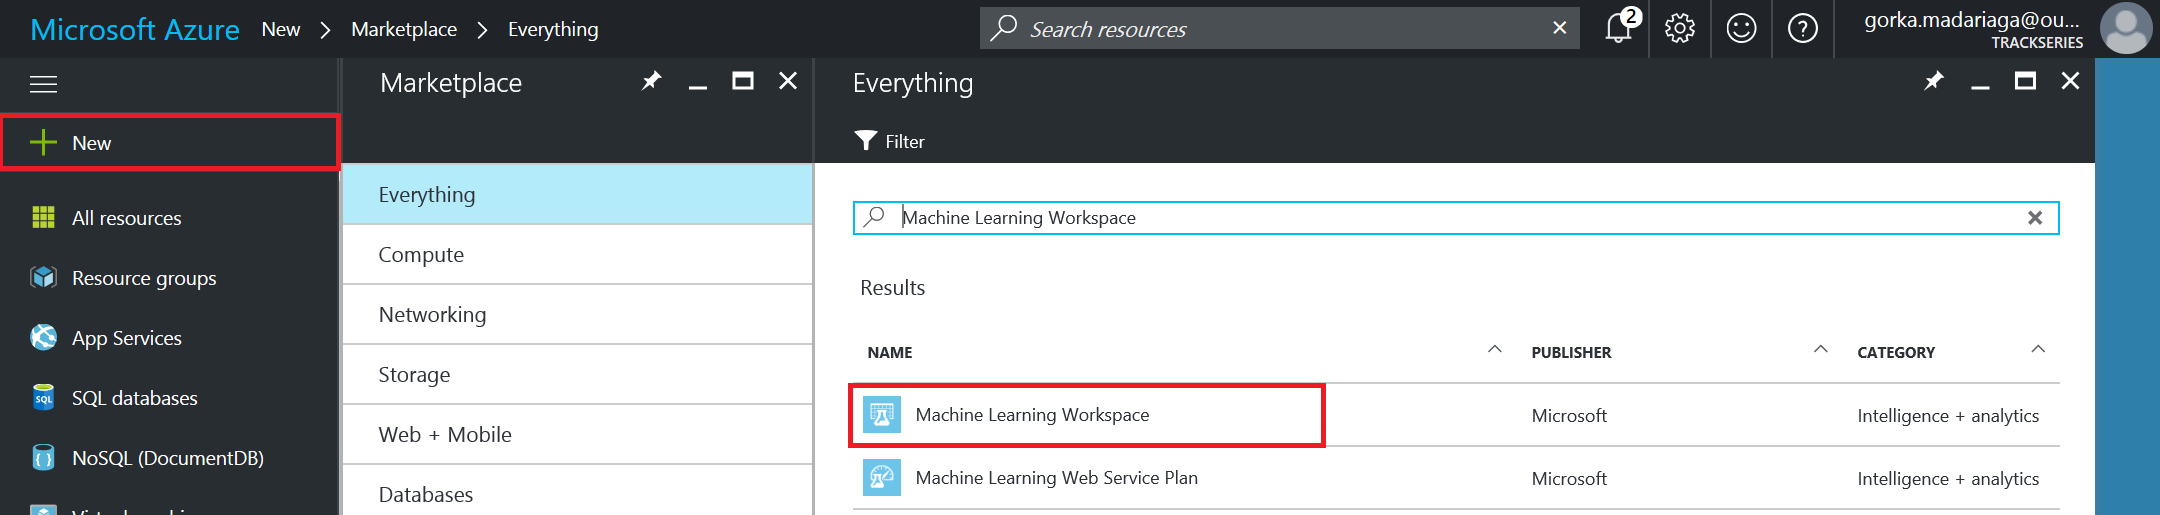 Microsoft Azure New > Marketplace > Everything
Search resources
2
gorka.madariaga@ou...
TRACKSERIES
New
All resources
Resource groups
App Services
SQL databases
NoSQL (DocumentDB)
Marketplace
Everything
Compute
Networking
Storage
Web + Mobile
Databases
Everything
Filter
Machine Learning Workspace
Results
NAME PUBLISHER CATEGORY
Machine Learning Workspace Microsoft Intelligence + analytics
Machine Learning Web Service Plan Microsoft Intelligence + analytics